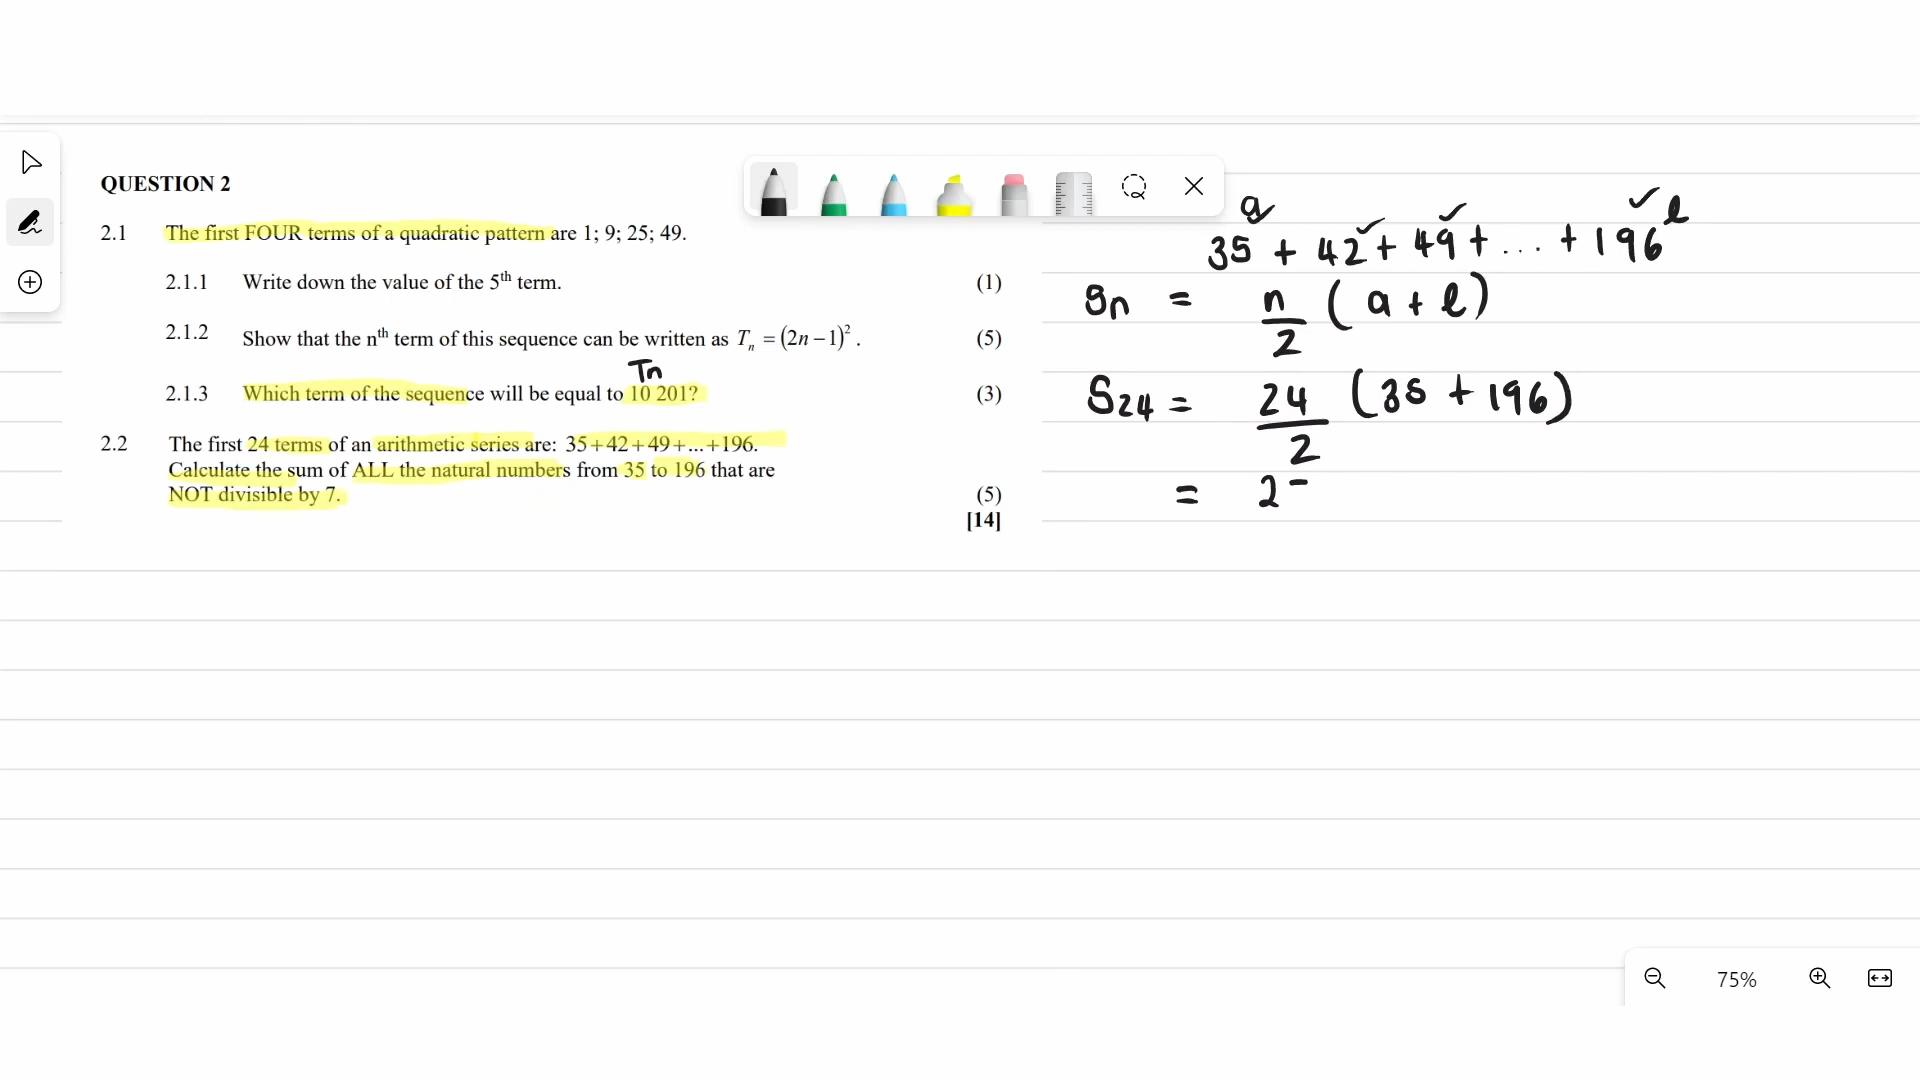 QUESTION 2
2.1 The first FOUR terms of a quadratic pattern are 1; 9; 25; 49.
2.1.1 Write down the value of the 5th term. (1)
2.1.2 Show that the nth term of this sequence can be written as Tn = (2n − 1)². (5)
Tn
2.1.3 Which term of the sequence will be equal to 10 201? (3)
2.2 The first 24 terms of an arithmetic series are: 35 + 42 + 49 + ... + 196.
Calculate the sum of ALL the natural numbers from 35 to 196 that are
NOT divisible by 7. (5)
[14]
a l
35 + 42 + 49 + ... + 196
Sn = n/2 (a + l)
S24 = 24/2 (35 + 196)
= 2
75%